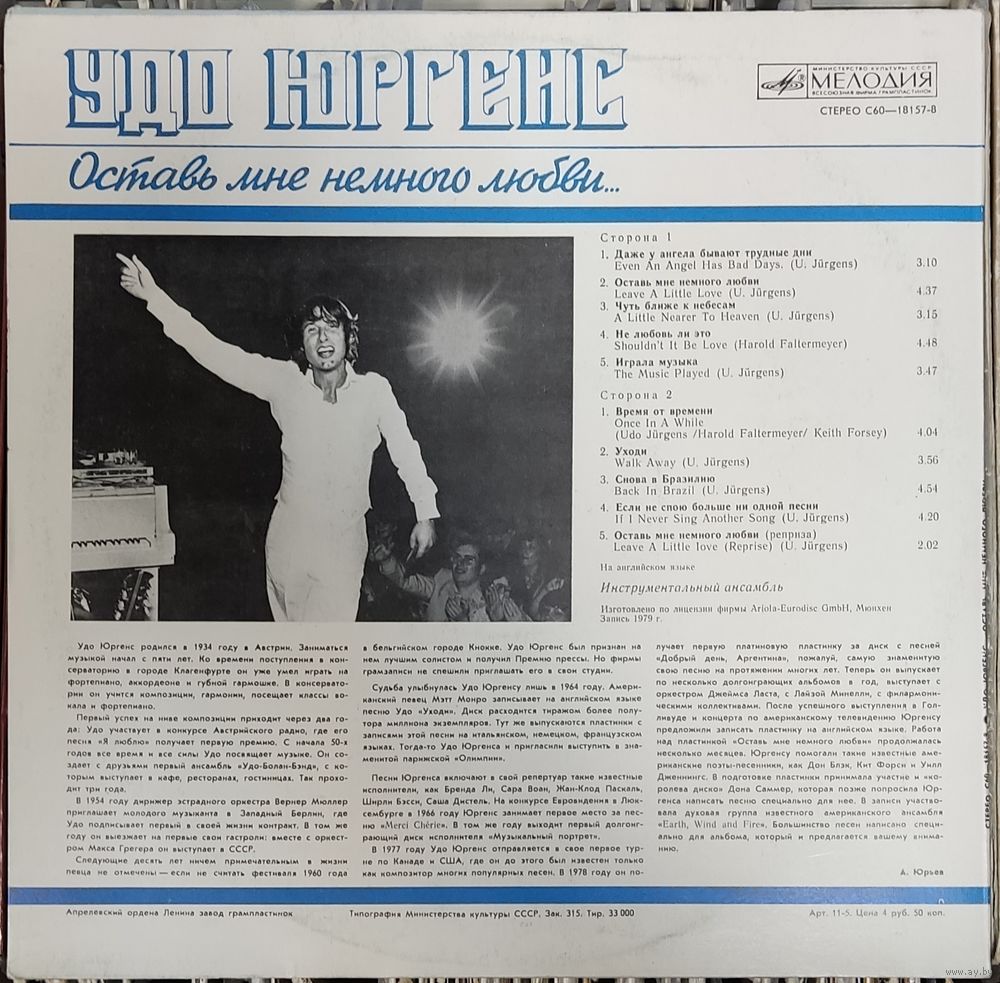 УДО ЮРГЕНС
МИНИСТЕРСТВО КУЛЬТУРЫ СССР
МЕЛОДИЯ
ВСЕСОЮЗНАЯ ФИРМА ГРАМПЛАСТИНОК
СТЕРЕО С60—18157-8
Оставь мне немного любви...
Сторона 1
1. Даже у ангела бывают трудные дни
Even An Angel Has Bad Days. (U. Jürgens) 3.10
2. Оставь мне немного любви
Leave A Little Love (U. Jürgens) 4.37
3. Чуть ближе к небесам
A Little Nearer To Heaven (U. Jürgens) 3.15
4. Не любовь ли это
Shouldn't It Be Love (Harold Faltermeyer) 4.48
5. Играла музыка
The Music Played (U. Jürgens) 3.47
Сторона 2
1. Время от времени
Once In A While
(Udo Jürgens /Harold Faltermeyer/ Keith Forsey) 4.04
2. Уходи
Walk Away (U. Jürgens) 3.56
3. Снова в Бразилию
Back In Brazil (U. Jürgens) 4.54
4. Если не спою больше ни одной песни
If I Never Sing Another Song (U. Jürgens) 4.20
5. Оставь мне немного любви (реприза)
Leave A Little love (Reprise) (U. Jürgens) 2.02
На английском языке
Инструментальный ансамбль
Изготовлено по лицензии фирмы Ariola-Eurodisc GmbH, Мюнхен
Запись 1979 г.
Удо Юргенс родился в 1934 году в Австрии. Заниматься
музыкой начал с пяти лет. Ко времени поступления в кон-
серваторию в городе Клагенфурте он уже умел играть на
фортепиано, аккордеоне и губной гармошке. В консервато-
рии он учится композиции, гармонии, посещает классы во-
кала и фортепиано.
Первый успех на ниве композиции приходит через два го-
да: Удо участвует в конкурсе Австрийского радио, где его
песня «Я люблю» получает первую премию. С начала 50-х
годов все время и все силы Удо посвящает музыке. Он со-
здает с друзьями первый ансамбль «Удо-Болан-Бэнд», с ко-
торым выступает в кафе, ресторанах, гостиницах. Так прохо-
дит три года.
В 1954 году дирижер эстрадного оркестра Вернер Мюллер
приглашает молодого музыканта в Западный Берлин, где
Удо подписывает первый в своей жизни контракт. В том же
году он выезжает на первые свои гастроли: вместе с оркест-
ром Макса Грегера он выступает в СССР.
Следующие десять лет ничем примечательным в жизни
певца не отмечены — если не считать фестиваля 1960 года
в бельгийском городе Кнокке. Удо Юргенс был признан на
нем лучшим солистом и получил Премию прессы. Но фирмы
грамзаписи не спешили приглашать его в свои студии.
Судьба улыбнулась Удо Юргенсу лишь в 1964 году. Амери-
канский певец Мэтт Монро записывает на английском языке
песню Удо «Уходи». Диск расходится тиражом более полу-
тора миллиона экземпляров. Тут же выпускаются пластинки с
записями этой песни на итальянском, немецком, французском
языках. Тогда-то Удо Юргенса и пригласили выступить в зна-
менитой парижской «Олимпии».
Песни Юргенса включают в свой репертуар такие известные
исполнители, как Бренда Ли, Сара Воан, Жан-Клод Паскаль,
Ширли Бэсси, Саша Дистель. На конкурсе Евровидения в Люк-
сембурге в 1966 году Юргенс занимает первое место за пес-
ню «Merci Chérie». В том же году выходит первый долгоиг-
рающий диск исполнителя «Музыкальный портрет».
В 1977 году Удо Юргенс отправляется в свое первое тур-
не по Канаде и США, где он до этого был известен только
как композитор многих популярных песен. В 1978 году он по-
лучает первую платиновую пластинку за диск с песней
«Добрый день, Аргентина», пожалуй, самую знаменитую
свою песню на протяжении многих лет. Теперь он выпускает
по несколько долгоиграющих альбомов в год, выступает с
оркестром Джеймса Ласта, с Лайзой Минелли, с филармони-
ческими коллективами. После успешного выступления в Гол-
ливуде и концерта по американскому телевидению Юргенсу
предложили записать пластинку на английском языке. Работа
над пластинкой «Оставь мне немного любви» продолжалась
несколько месяцев. Юргенсу помогали такие известные аме-
риканские поэты-песенники, как Дон Блэк, Кит Форси и Уилл
Дженнингс. В подготовке пластинки принимала участие и «ко-
ролева диско» Дона Саммер, которая позже попросила Юр-
генса написать песню специально для нее. В записи участво-
вала духовая группа известного американского ансамбля
«Earth, Wind and Fire». Большинство песен написано специ-
ально для альбома, который и предлагается вашему внима-
нию.
А. Юрьев
Апрелевский ордена Ленина завод грампластинок
Типография Министерства культуры СССР. Зак. 315. Тир. 33 000
Арт. 11-5. Цена 4 руб. 50 коп.
www.ay.by